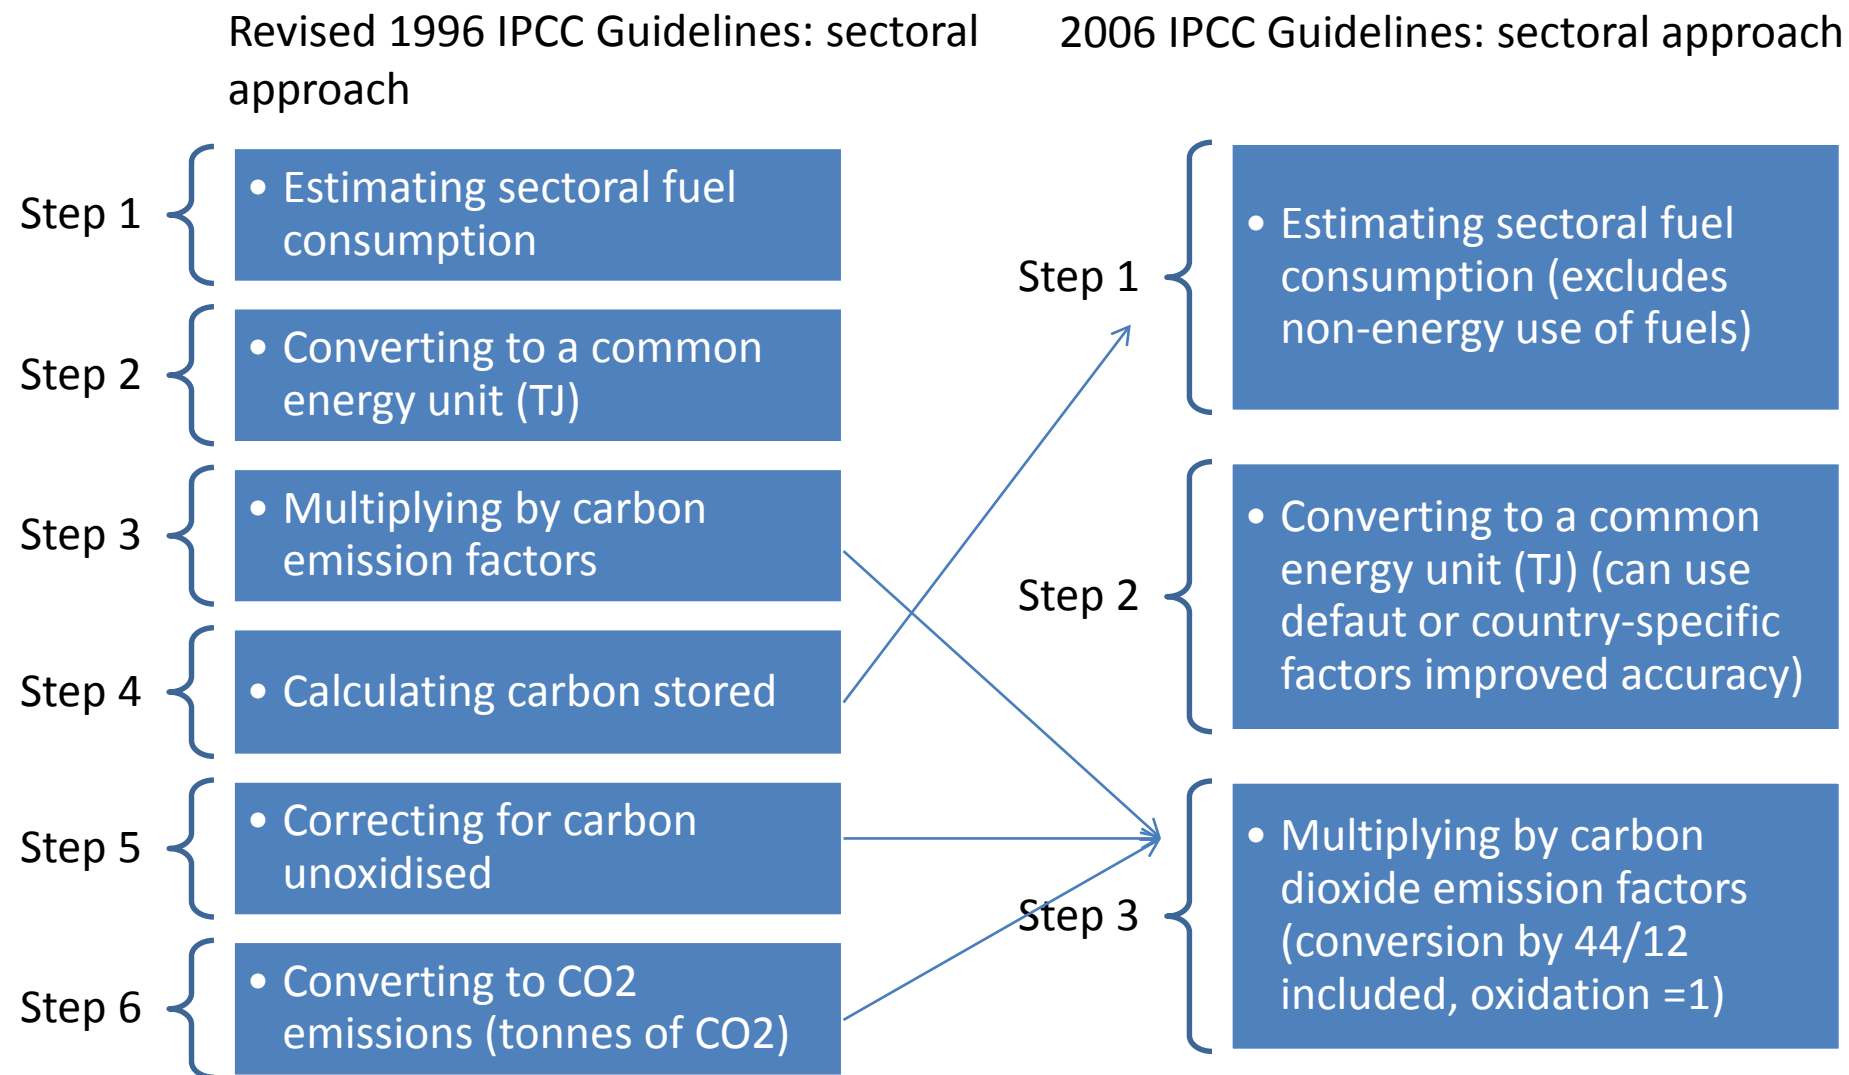 Revised 1996 IPCC Guidelines: sectoral
approach
Step 1
• Estimating sectoral fuel
consumption
Step 2
• Converting to a common
energy unit (TJ)
Step 3
• Multiplying by carbon
emission factors
Step 4
• Calculating carbon stored
Step 5
• Correcting for carbon
unoxidised
Step 6
• Converting to CO2
emissions (tonnes of CO2)
2006 IPCC Guidelines: sectoral approach
Step 1
• Estimating sectoral fuel
consumption (excludes
non-energy use of fuels)
Step 2
• Converting to a common
energy unit (TJ) (can use
defaut or country-specific
factors improved accuracy)
Step 3
• Multiplying by carbon
dioxide emission factors
(conversion by 44/12
included, oxidation =1)